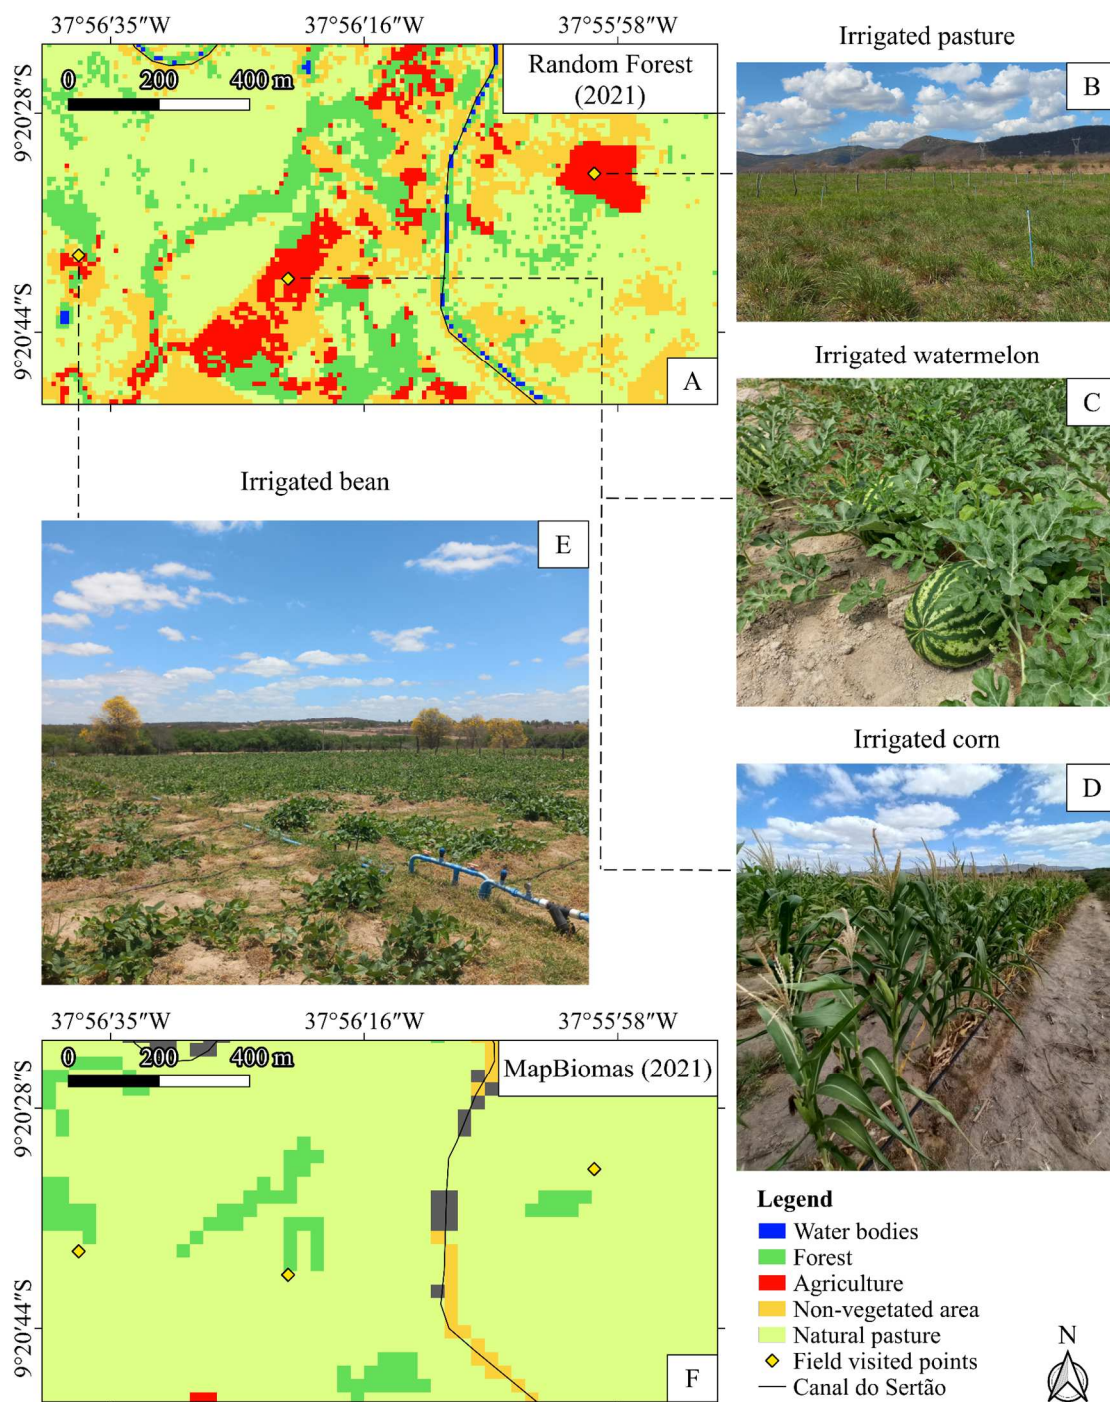 37°56'35"W 37°56'16"W 37°55'58"W
9°20'28"S
9°20'44"S
0 200 400 m
Random Forest
(2021)
A
Irrigated pasture
B
Irrigated watermelon
C
Irrigated bean
E
Irrigated corn
D
37°56'35"W 37°56'16"W 37°55'58"W
9°20'28"S
9°20'44"S
0 200 400 m
MapBiomas (2021)
F
Legend
Water bodies
Forest
Agriculture
Non-vegetated area
Natural pasture
Field visited points
Canal do Sertão
N